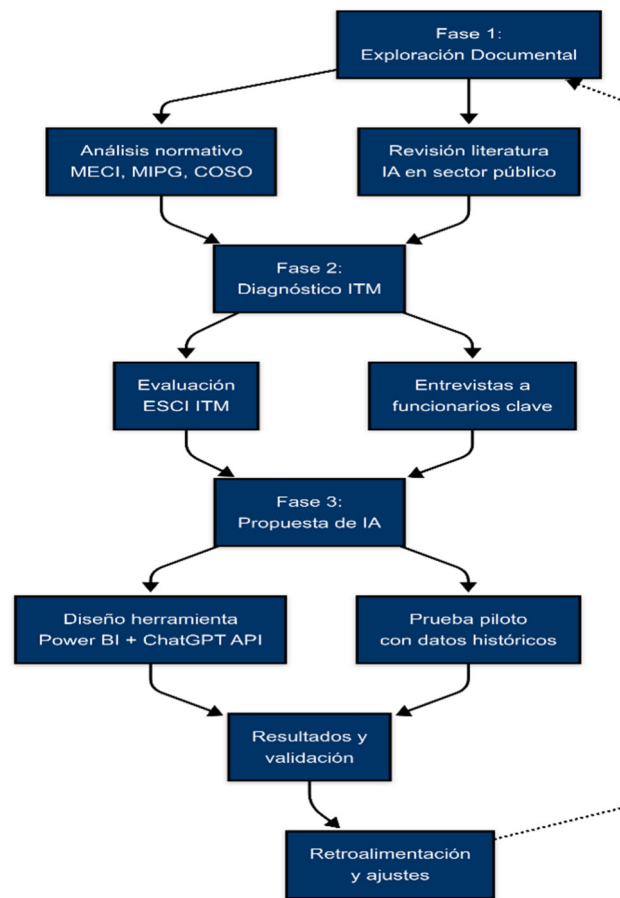 Fase 1:
Exploración Documental
Análisis normativo
MECI, MIPG, COSO
Revisión literatura
IA en sector público
Fase 2:
Diagnóstico ITM
Evaluación
ESCI ITM
Entrevistas a
funcionarios clave
Fase 3:
Propuesta de IA
Diseño herramienta
Power BI + ChatGPT API
Prueba piloto
con datos históricos
Resultados y
validación
Retroalimentación
y ajustes